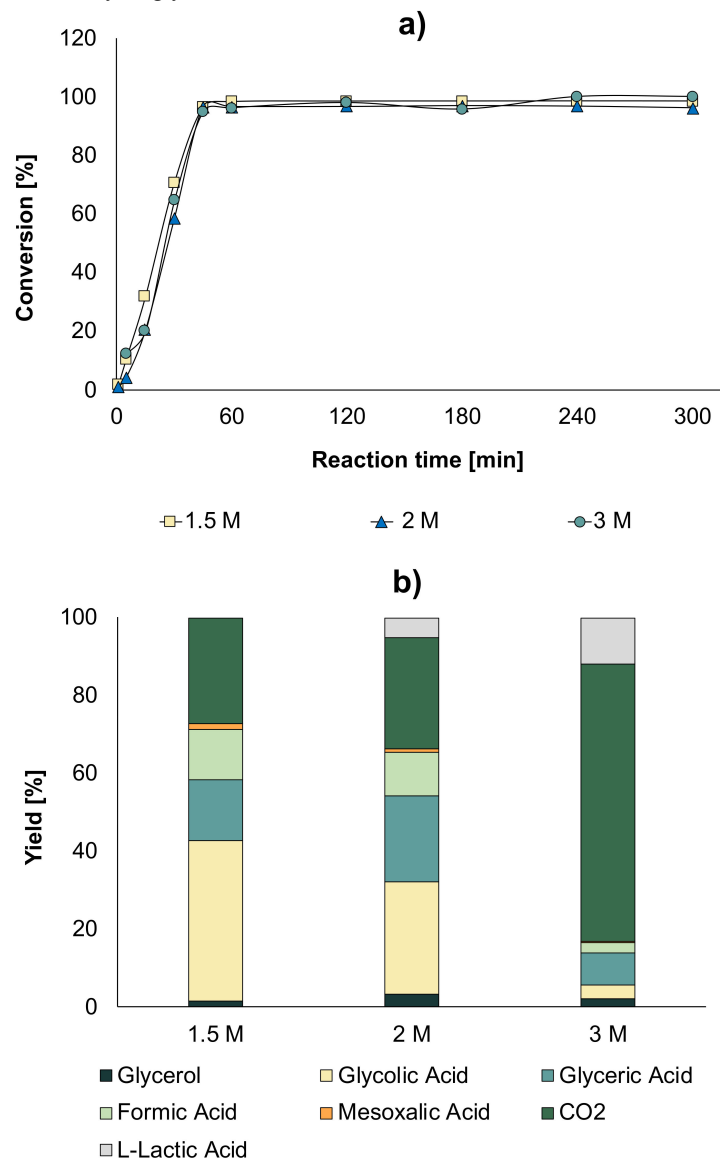 a)
120
100
80
60
40
20
0
Conversion [%]
0 60 120 180 240 300
Reaction time [min]
1.5 M 2 M 3 M
b)
100
80
60
40
20
0
Yield [%]
1.5 M 2 M 3 M
Glycerol Glycolic Acid Glyceric Acid
Formic Acid Mesoxalic Acid CO2
L-Lactic Acid